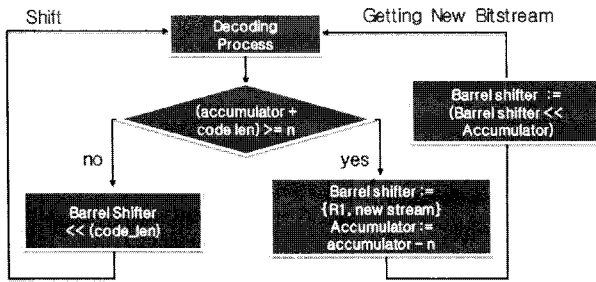 Shift
Decoding
Process
Getting New Bitstream
(accumulator +
code len) >= n
Barrel shifter :=
(Barrel shifter <<
Accumulator)
no
yes
Barrel Shifter
<< (code_len)
Barrel shifter :=
{R1, new stream}
Accumulator :=
accumulator - n